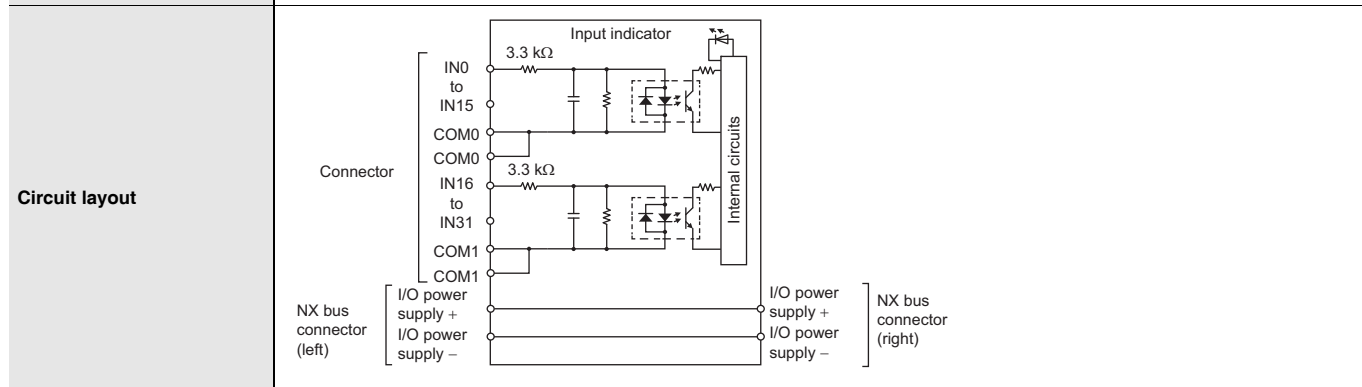 Circuit layout
Input indicator
3.3 kΩ
IN0
to
IN15
COM0
COM0
Connector
3.3 kΩ
IN16
to
IN31
COM1
COM1
Internal circuits
NX bus
connector
(left)
I/O power
supply +
I/O power
supply −
I/O power
supply +
I/O power
supply −
NX bus
connector
(right)